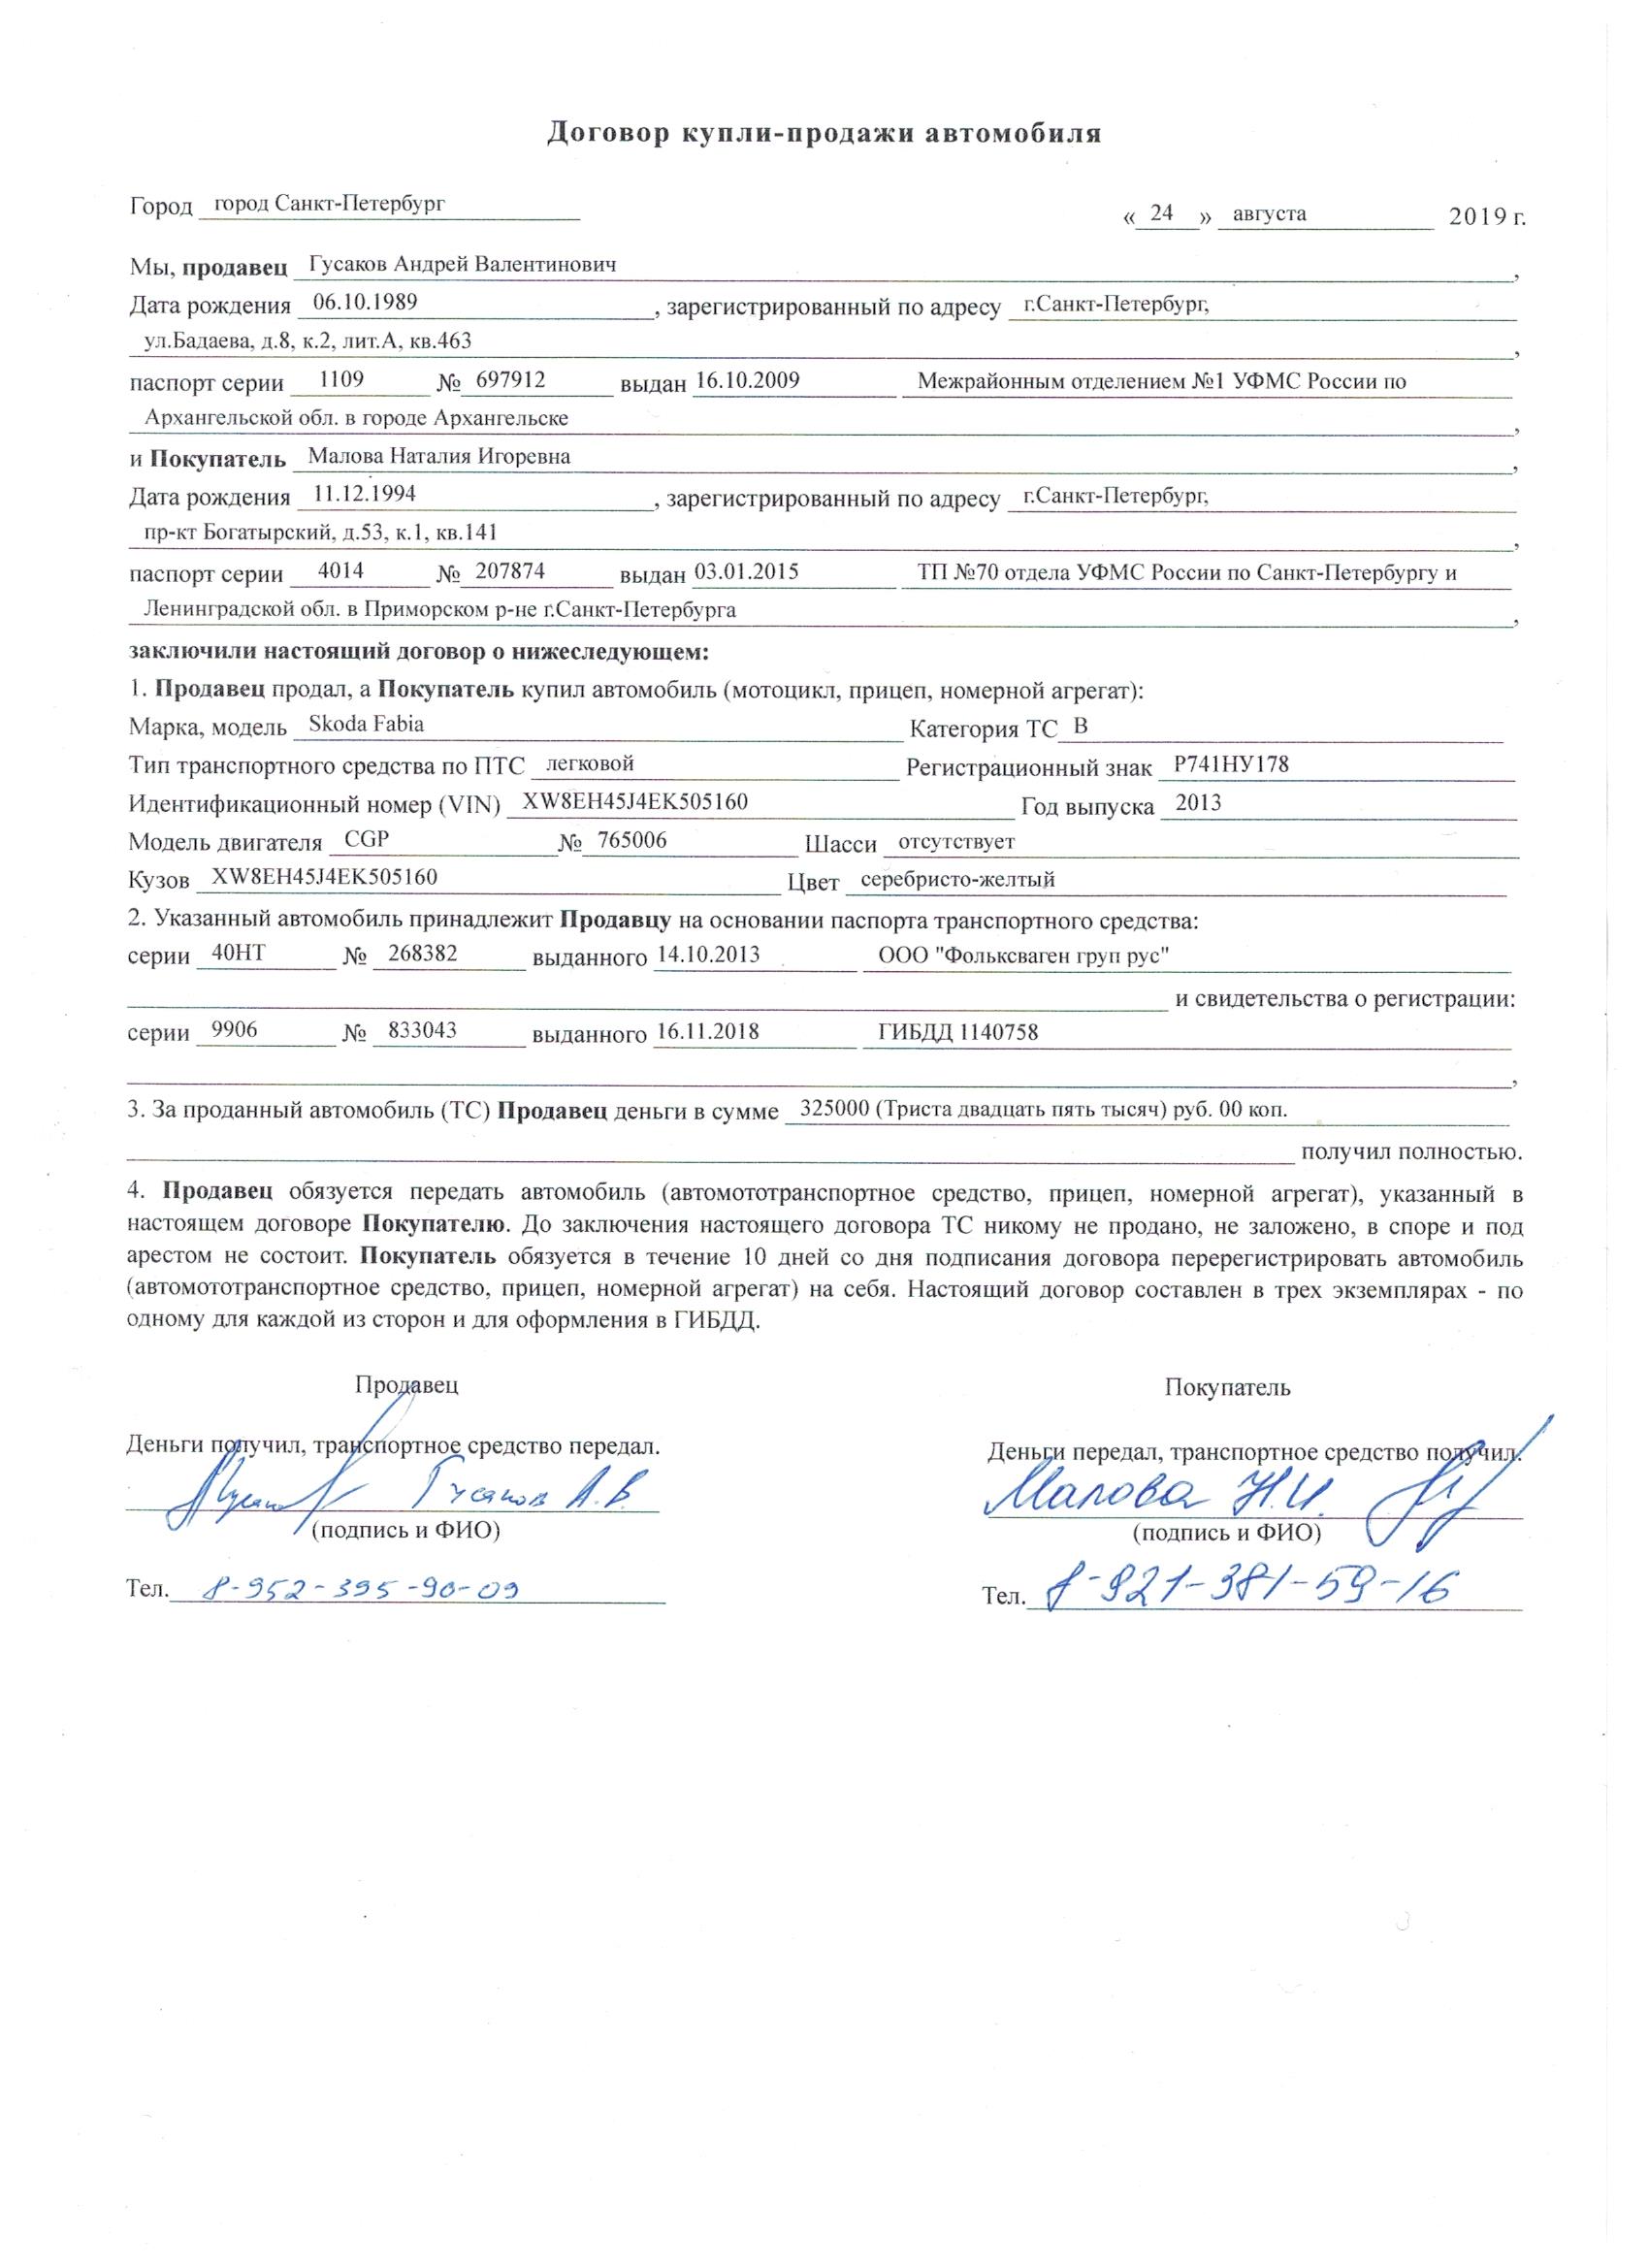 Договор купли-продажи автомобиля
Город город Санкт-Петербург « 24 » августа 2019 г.
Мы, продавец Гусаков Андрей Валентинович,
Дата рождения 06.10.1989, зарегистрированный по адресу г.Санкт-Петербург,
ул.Бадаева, д.8, к.2, лит.А, кв.463,
паспорт серии 1109 № 697912 выдан 16.10.2009 Межрайонным отделением №1 УФМС России по
Архангельской обл. в городе Архангельске,
и Покупатель Малова Наталия Игоревна,
Дата рождения 11.12.1994, зарегистрированный по адресу г.Санкт-Петербург,
пр-кт Богатырский, д.53, к.1, кв.141,
паспорт серии 4014 № 207874 выдан 03.01.2015 ТП №70 отдела УФМС России по Санкт-Петербургу и
Ленинградской обл. в Приморском р-не г.Санкт-Петербурга,
заключили настоящий договор о нижеследующем:
1. Продавец продал, а Покупатель купил автомобиль (мотоцикл, прицеп, номерной агрегат):
Марка, модель Skoda Fabia Категория ТС B
Тип транспортного средства по ПТС легковой Регистрационный знак Р741НУ178
Идентификационный номер (VIN) XW8EH45J4EK505160 Год выпуска 2013
Модель двигателя CGP № 765006 Шасси отсутствует
Кузов XW8EH45J4EK505160 Цвет серебристо-желтый
2. Указанный автомобиль принадлежит Продавцу на основании паспорта транспортного средства:
серии 40НТ № 268382 выданного 14.10.2013 ООО "Фольксваген груп рус"
и свидетельства о регистрации:
серии 9906 № 833043 выданного 16.11.2018 ГИБДД 1140758
,
3. За проданный автомобиль (ТС) Продавец деньги в сумме 325000 (Триста двадцать пять тысяч) руб. 00 коп.
получил полностью.
4. Продавец обязуется передать автомобиль (автомототранспортное средство, прицеп, номерной агрегат), указанный в
настоящем договоре Покупателю. До заключения настоящего договора ТС никому не продано, не заложено, в споре и под
арестом не состоит. Покупатель обязуется в течение 10 дней со дня подписания договора перерегистрировать автомобиль
(автомототранспортное средство, прицеп, номерной агрегат) на себя. Настоящий договор составлен в трех экземплярах - по
одному для каждой из сторон и для оформления в ГИБДД.
Продавец Покупатель
Деньги получил, транспортное средство передал. Деньги передал, транспортное средство получил.
Гусаков А.В. Малова Н.И.
(подпись и ФИО) (подпись и ФИО)
Тел. 8-952-395-90-09 Тел. 8-921-381-59-16